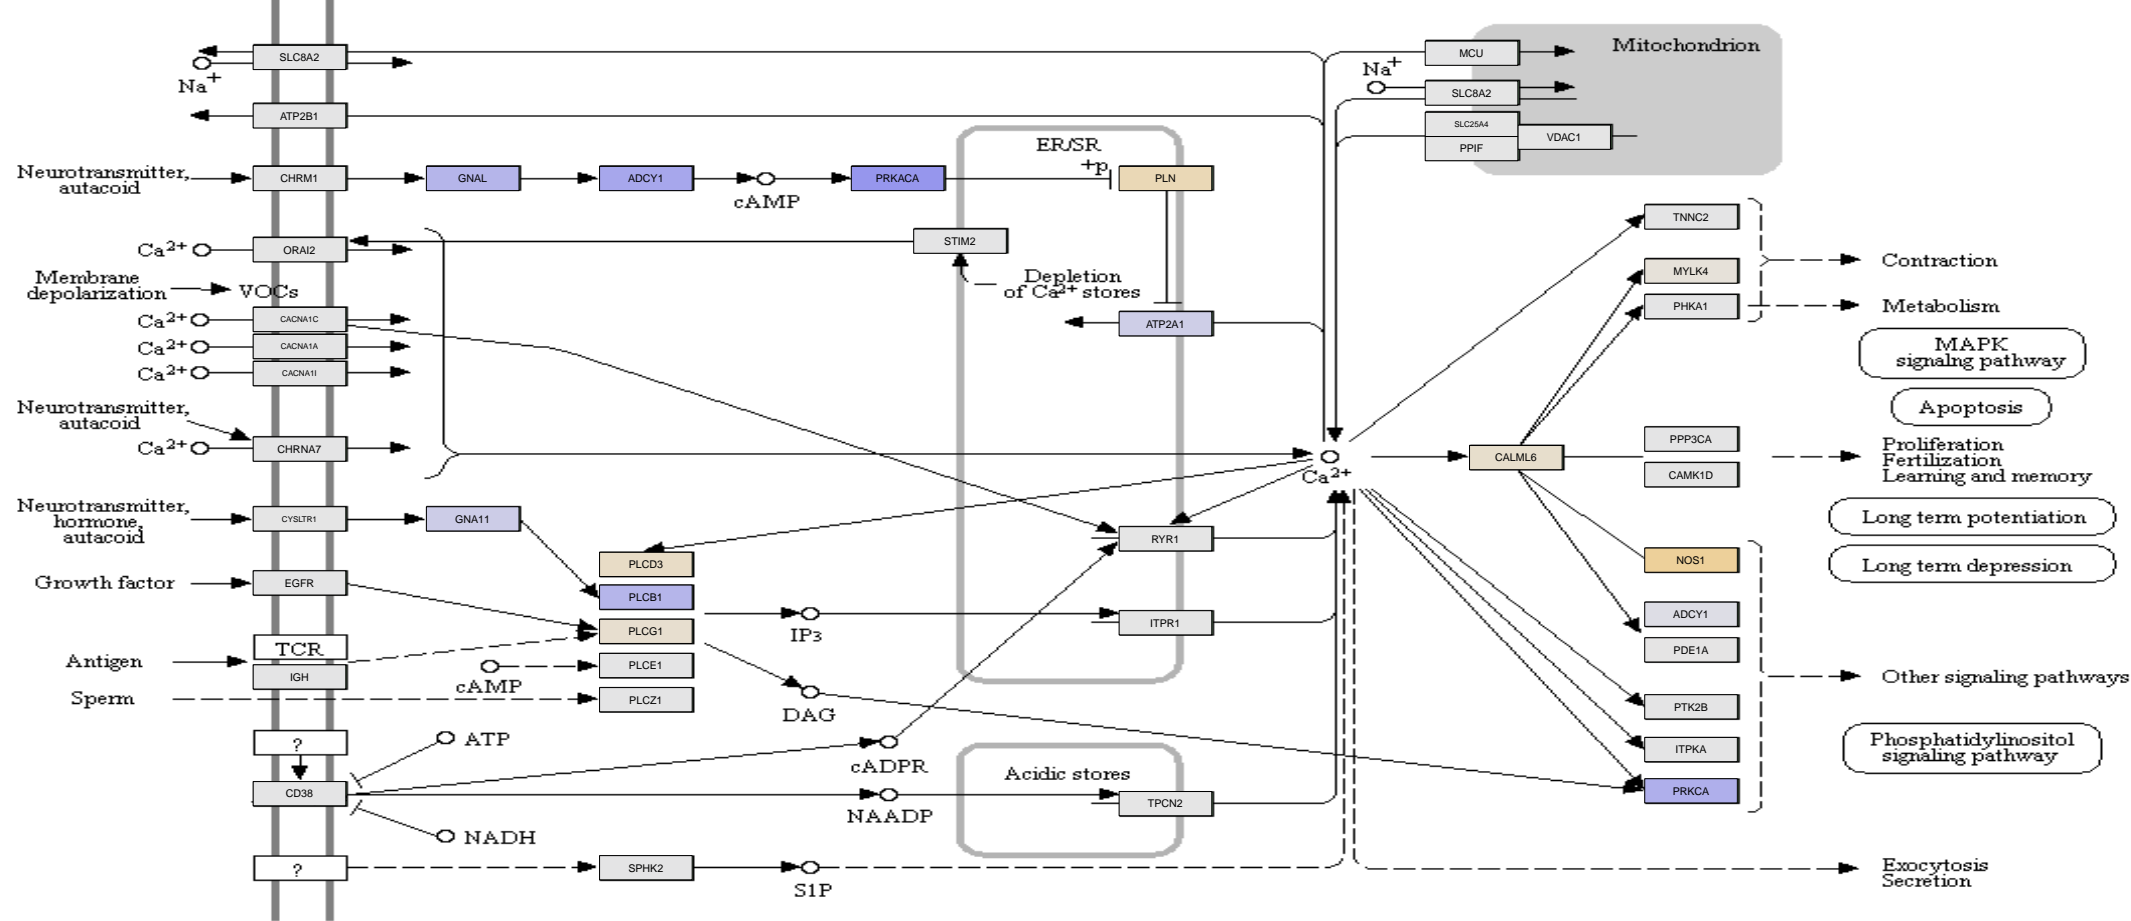 SLC8A2
MCU
Mitochondrion
Na+
Na+
SLC8A2
ATP2B1
SLC25A4
VDAC1
PPIF
ER/SR
+p
Neurotransmitter,
autacoid
CHRM1
GNAL
ADCY1
cAMP
PRKACA
PLN
TNNC2
Ca2+
ORAI2
STIM2
Depletion
of Ca2+ stores
Contraction
MYLK4
Membrane
depolarization
VOCs
PHKA1
Metabolism
Ca2+
CACNA1C
ATP2A1
Ca2+
CACNA1A
MAPK
signalng pathway
Ca2+
CACNA1I
Neurotransmitter,
autacoid
Apoptosis
Ca2+
CHRNA7
Ca2+
CALML6
PPP3CA
CAMK1D
Proliferation
Fertilization
Learning and memory
Neurotransmitter,
hormone,
autacoid
CYSLTR1
GNA11
RYR1
Long term potentiation
PLCD3
NOS1
Long term depression
Growth factor
EGFR
PLCB1
IP3
ITPR1
ADCY1
PLCG1
PDE1A
Antigen
TCR
IGH
cAMP
PLCE1
Other signaling pathways
Sperm
PLCZ1
DAG
PTK2B
?
ATP
cADPR
ITPKA
Phosphatidylinositol
signaling pathway
Acidic stores
CD38
NAADP
TPCN2
PRKCA
NADH
?
SPHK2
S1P
Exocytosis
Secretion